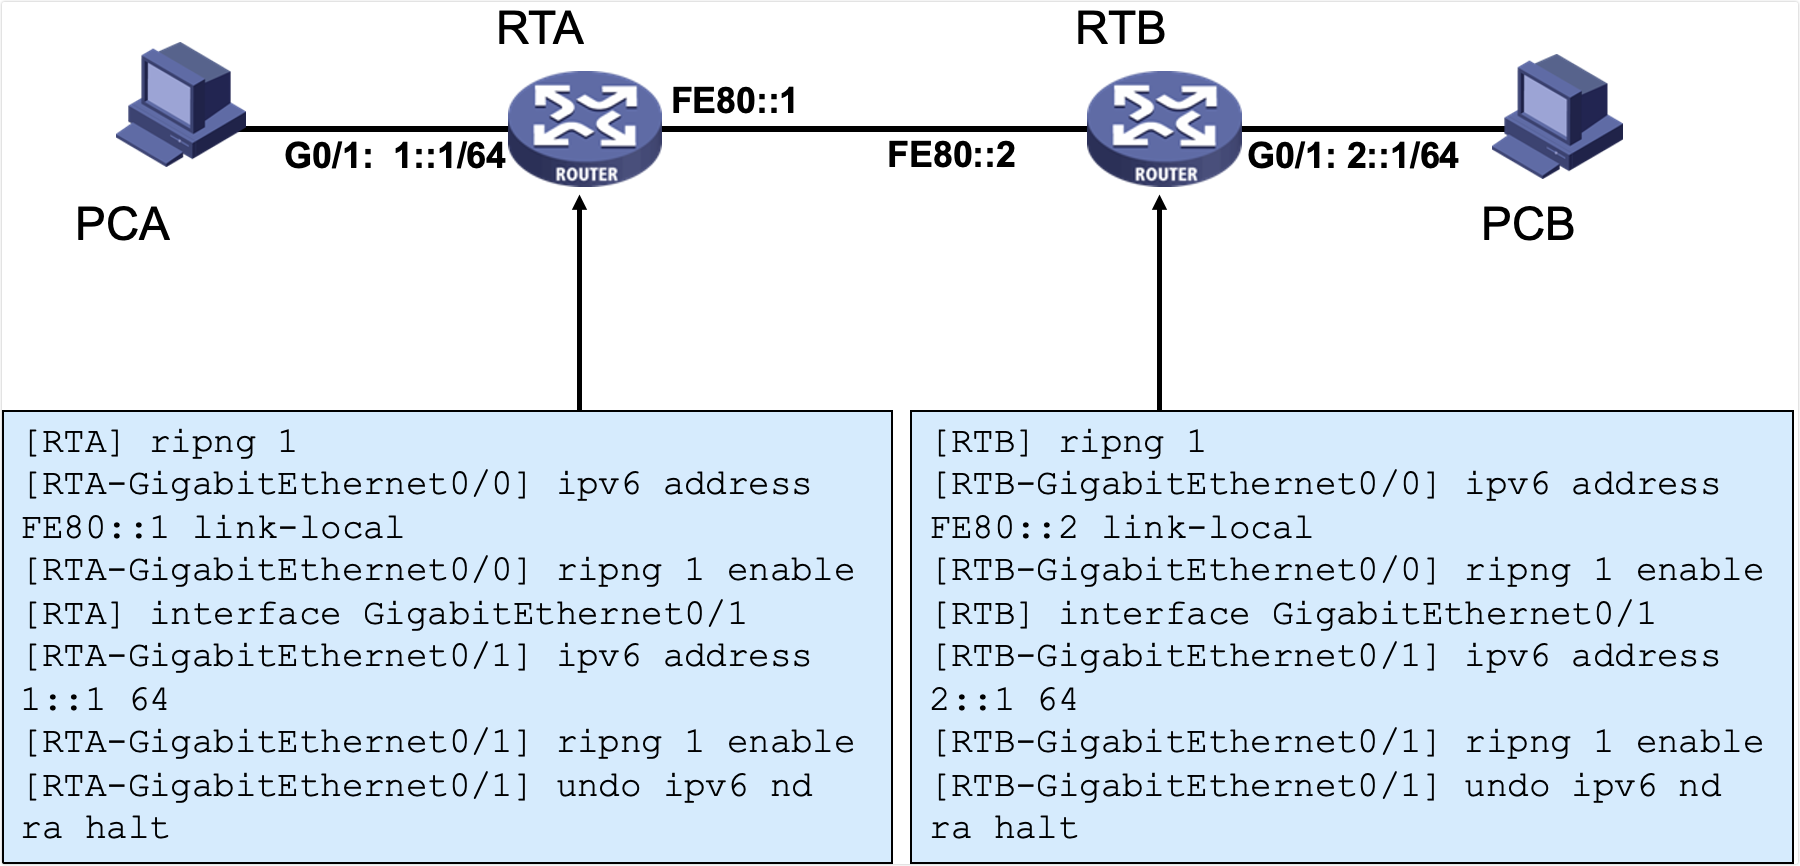 RTA
RTB
FE80::1
G0/1: 1::1/64
ROUTER
FE80::2
ROUTER
G0/1: 2::1/64
PCA
PCB
[RTA] ripng 1
[RTA-GigabitEthernet0/0] ipv6 address
FE80::1 link-local
[RTA-GigabitEthernet0/0] ripng 1 enable
[RTA] interface GigabitEthernet0/1
[RTA-GigabitEthernet0/1] ipv6 address
1::1 64
[RTA-GigabitEthernet0/1] ripng 1 enable
[RTA-GigabitEthernet0/1] undo ipv6 nd
ra halt
[RTB] ripng 1
[RTB-GigabitEthernet0/0] ipv6 address
FE80::2 link-local
[RTB-GigabitEthernet0/0] ripng 1 enable
[RTB] interface GigabitEthernet0/1
[RTB-GigabitEthernet0/1] ipv6 address
2::1 64
[RTB-GigabitEthernet0/1] ripng 1 enable
[RTB-GigabitEthernet0/1] undo ipv6 nd
ra halt